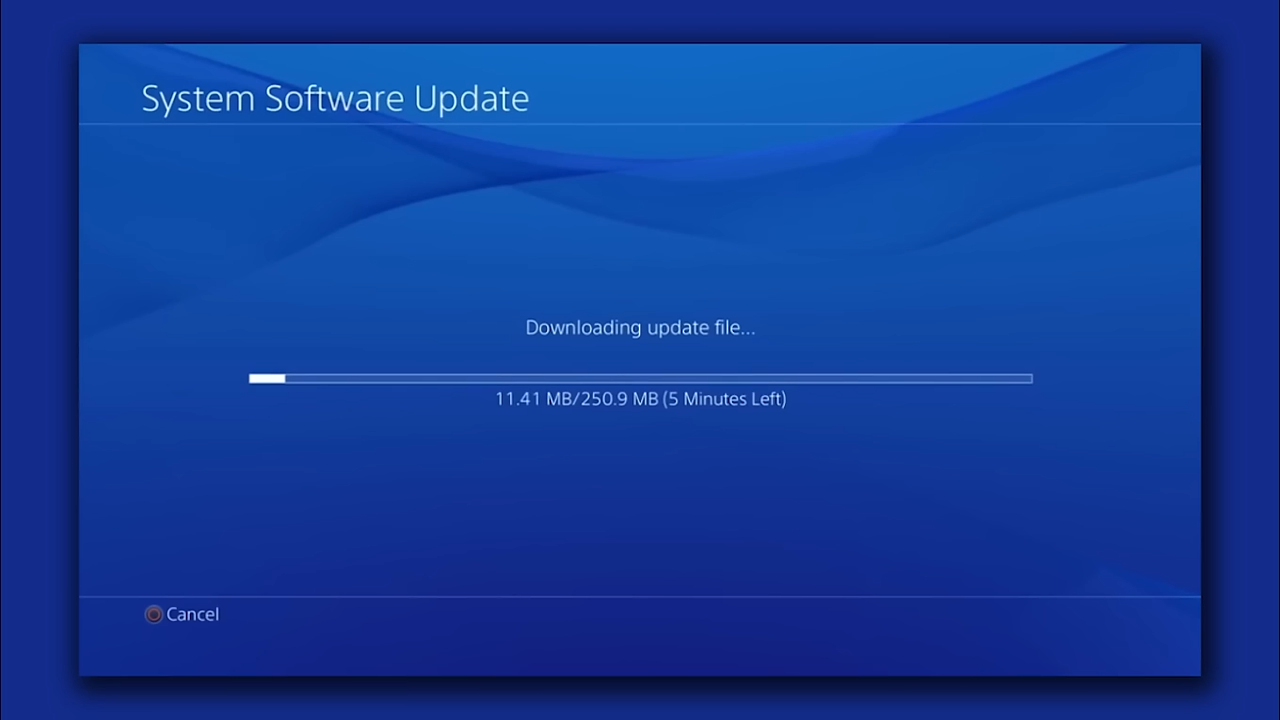 System Software Update
Downloading update file...
11.41 MB/250.9 MB (5 Minutes Left)
Cancel